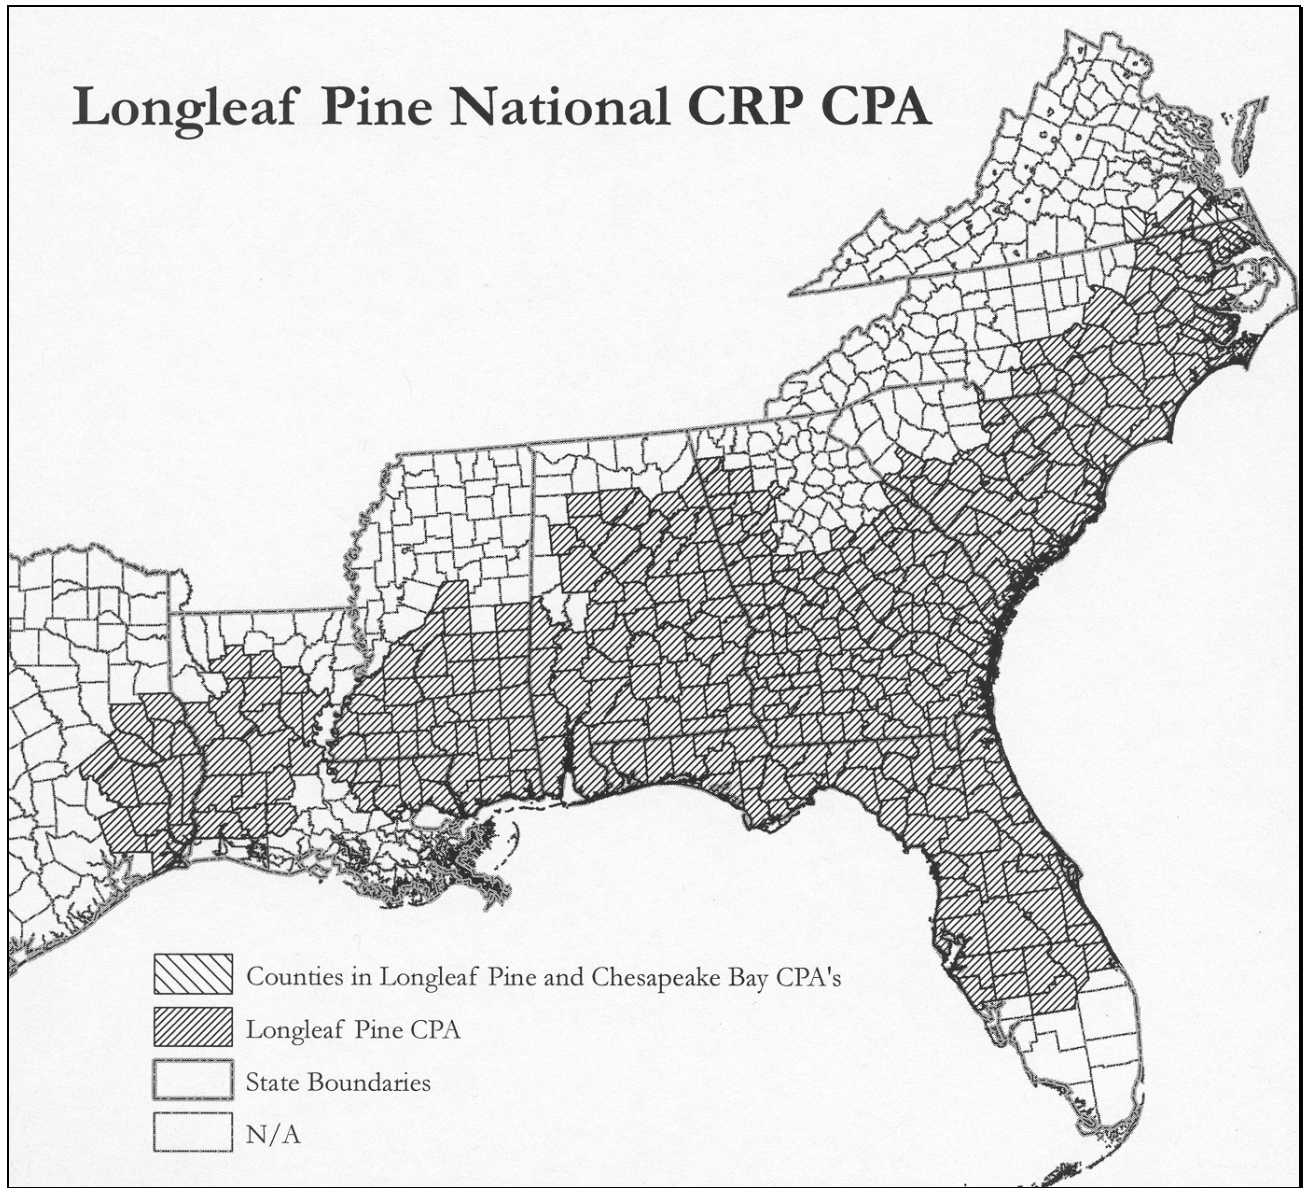 Longleaf Pine National CRP CPA
Counties in Longleaf Pine and Chesapeake Bay CPA's
Longleaf Pine CPA
State Boundaries
N/A